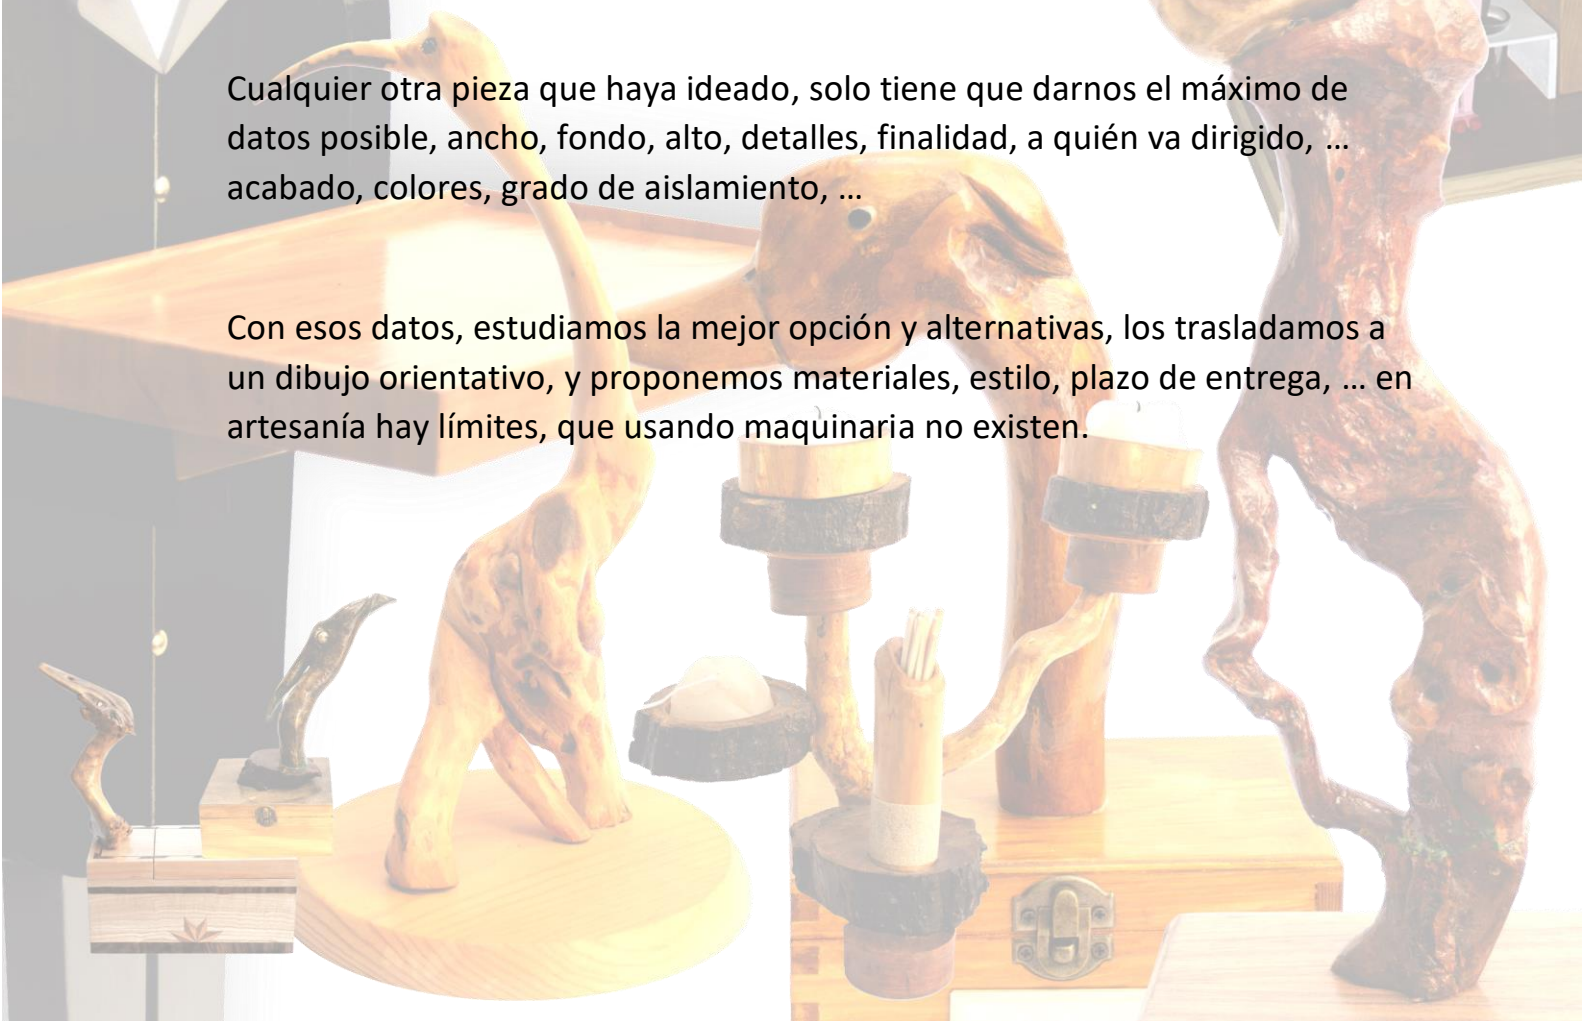 Cualquier otra pieza que haya ideado, solo tiene que darnos el máximo de
datos posible, ancho, fondo, alto, detalles, finalidad, a quién va dirigido, …
acabado, colores, grado de aislamiento, …
Con esos datos, estudiamos la mejor opción y alternativas, los trasladamos a
un dibujo orientativo, y proponemos materiales, estilo, plazo de entrega, … en
artesanía hay límites, que usando maquinaria no existen.